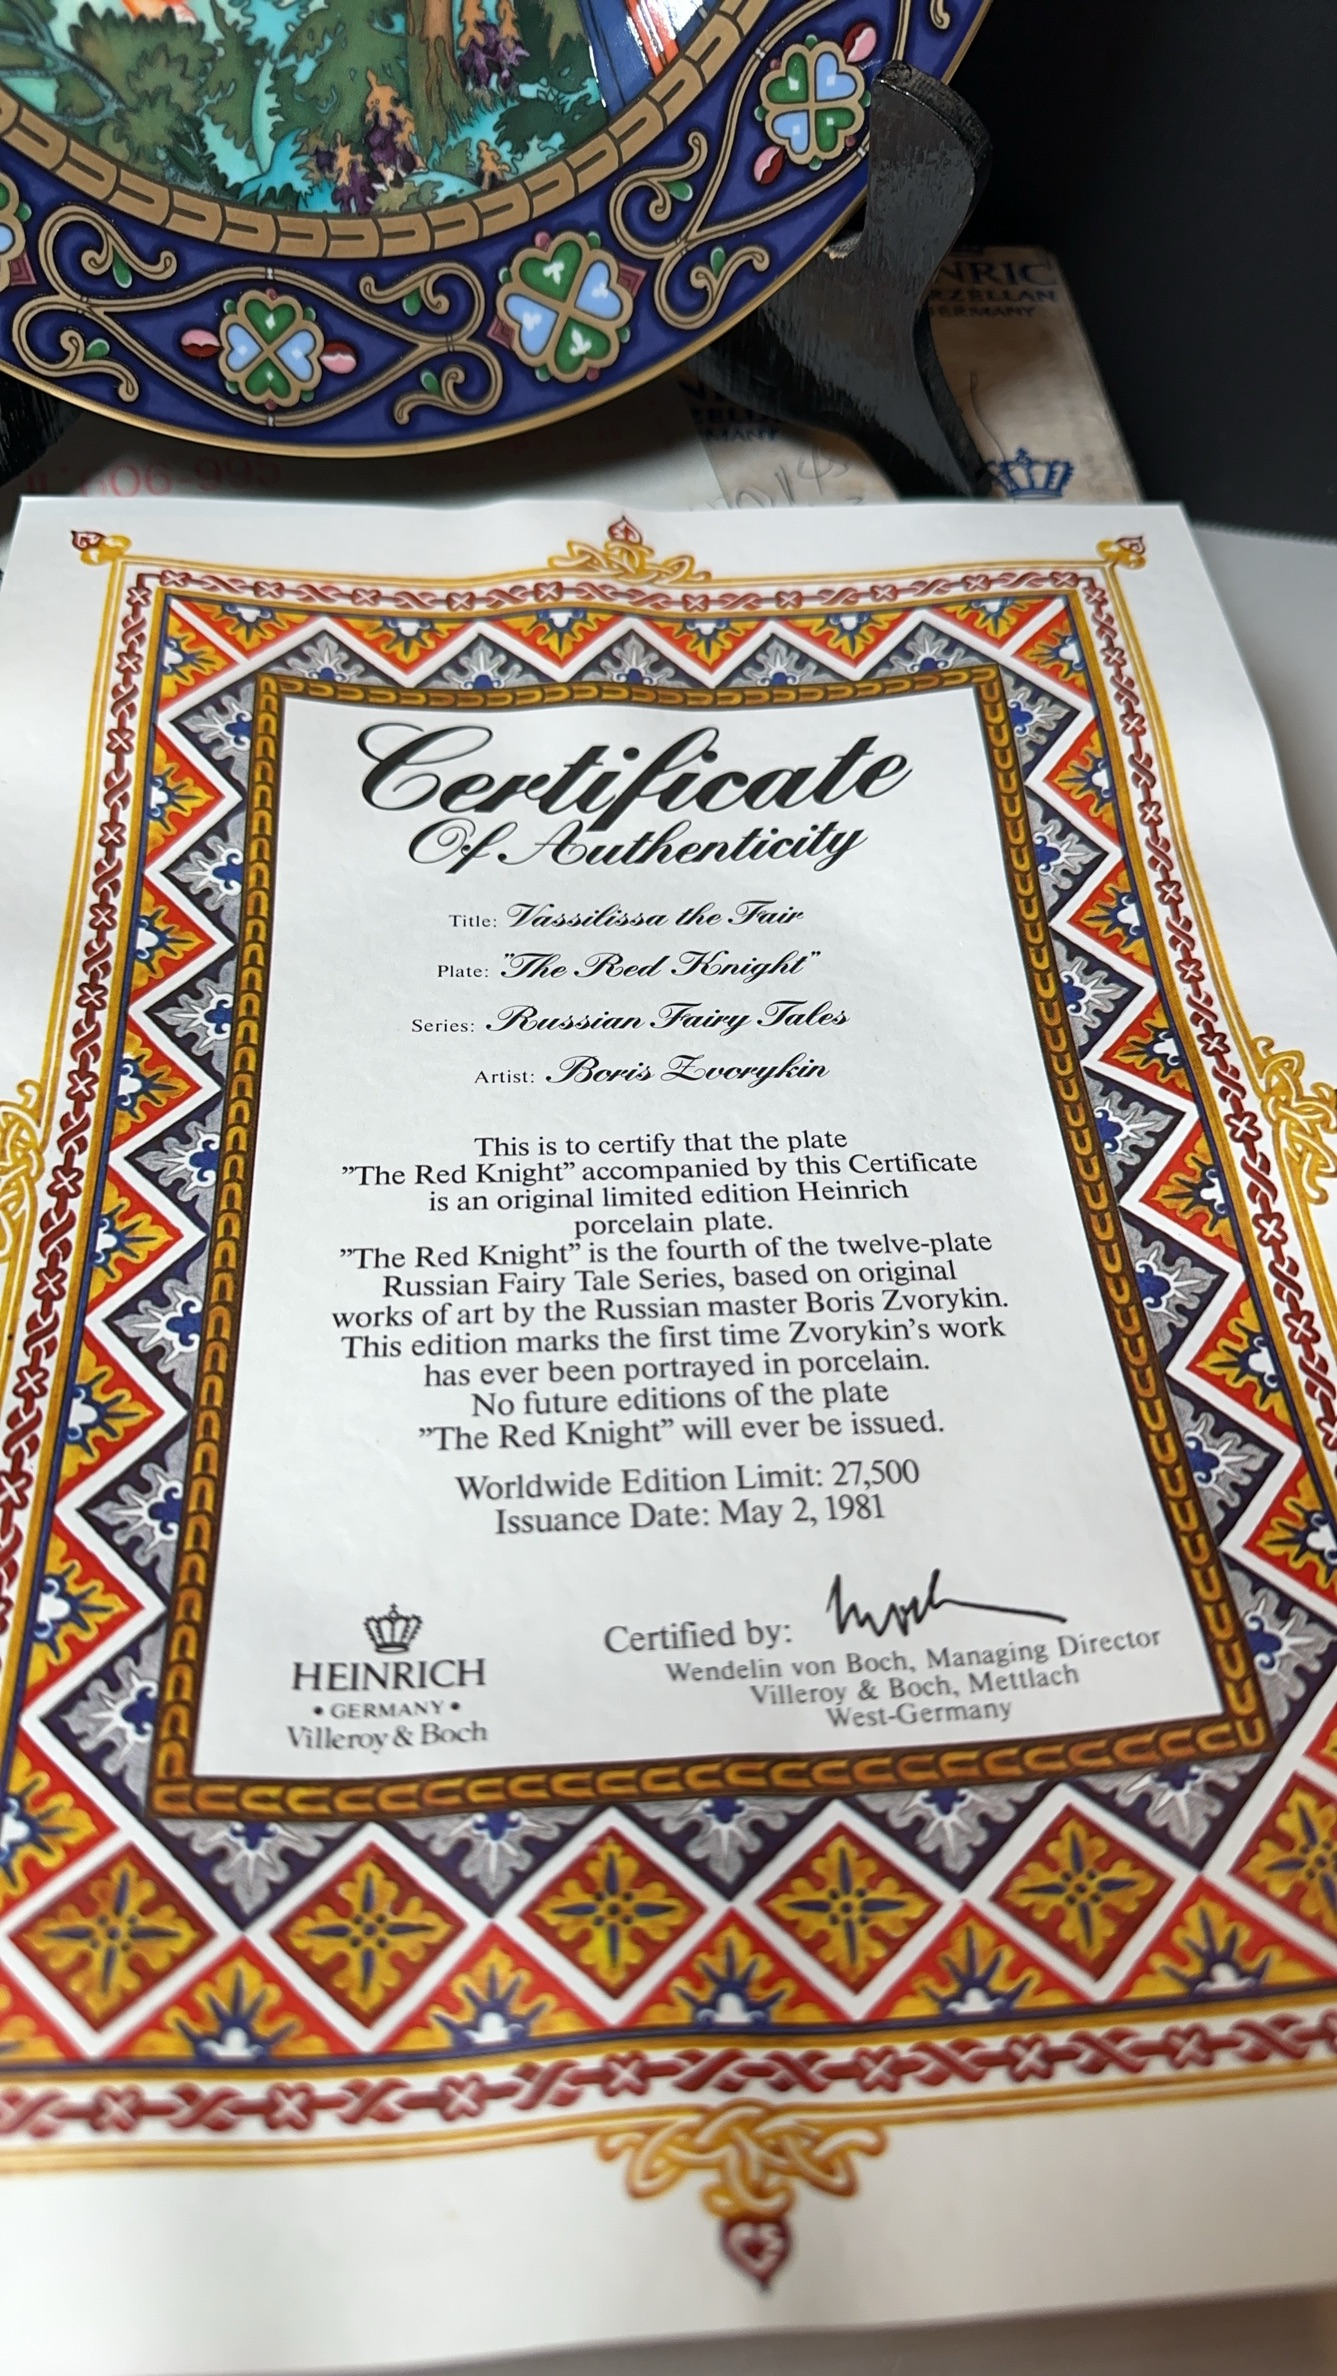 NRIC
RZELLAN
GERMANY
606-995
Certificate
Of Authenticity
Title: Vassilissa the Fair
Plate: "The Red Knight"
Series: Russian Fairy Tales
Artist: Boris Zvorykin
This is to certify that the plate
”The Red Knight” accompanied by this Certificate
is an original limited edition Heinrich
porcelain plate.
”The Red Knight” is the fourth of the twelve-plate
Russian Fairy Tale Series, based on original
works of art by the Russian master Boris Zvorykin.
This edition marks the first time Zvorykin’s work
has ever been portrayed in porcelain.
No future editions of the plate
”The Red Knight” will ever be issued.
Worldwide Edition Limit: 27,500
Issuance Date: May 2, 1981
HEINRICH
• GERMANY •
Villeroy & Boch
Certified by:
Wendelin von Boch, Managing Director
Villeroy & Boch, Mettlach
West-Germany